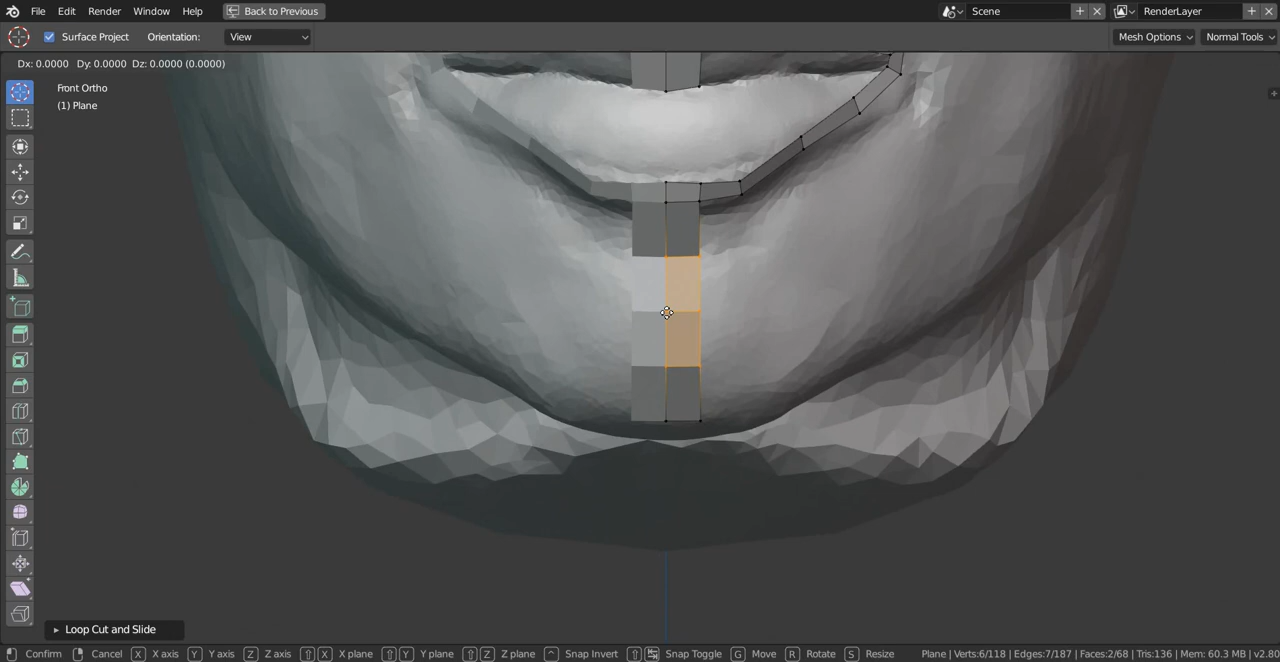 File Edit Render Window Help Back to Previous Scene RenderLayer
Surface Project Orientation: View Mesh Options Normal Tools
Dx: 0.0000 Dy: 0.0000 Dz: 0.0000 (0.0000)
Front Ortho
(1) Plane
Loop Cut and Slide
Confirm Cancel X X axis Y Y axis Z Z axis X X plane Y Y plane Z Z plane ^ Snap Invert Snap Toggle G Move R Rotate S Resize Plane | Verts:6/118 | Edges:7/187 | Faces:2/68 | Tris:136 | Mem: 60.3 MB | v2.80